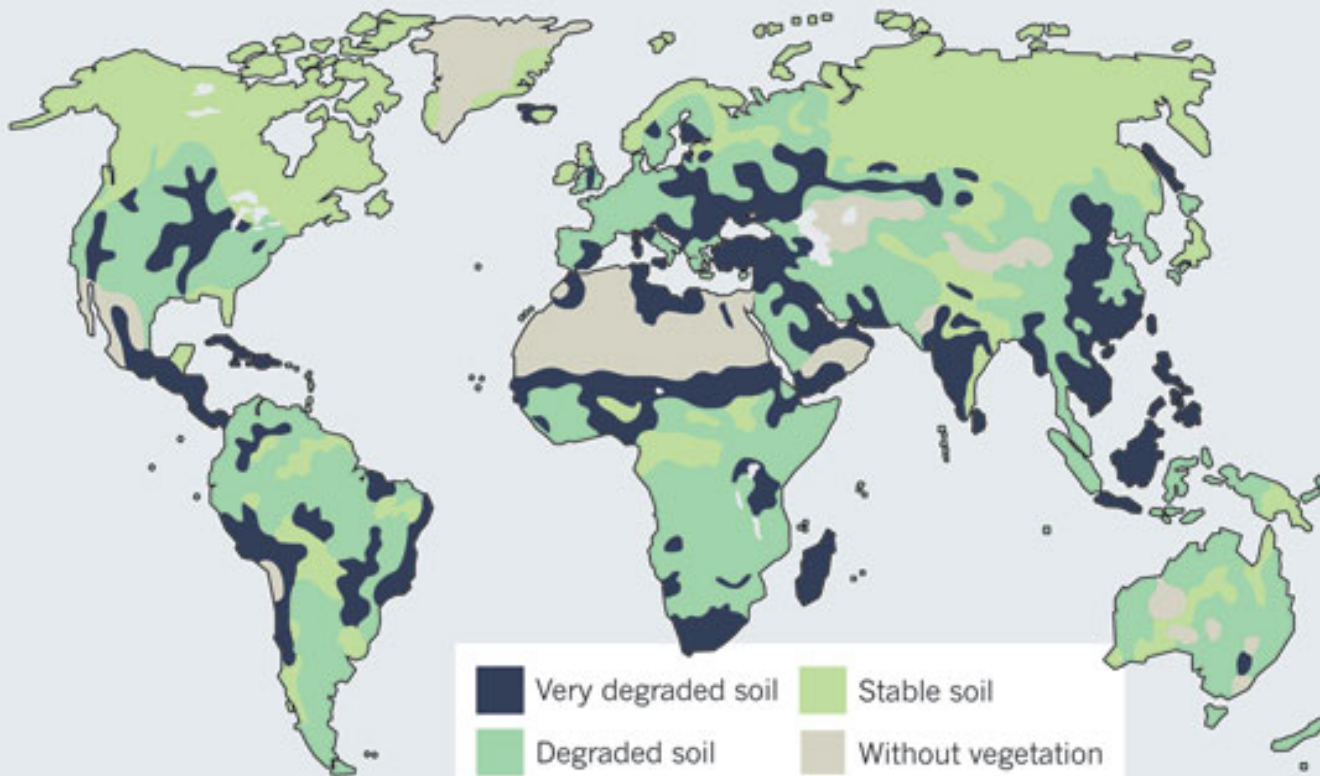 Very degraded soil
Stable soil
Degraded soil
Without vegetation